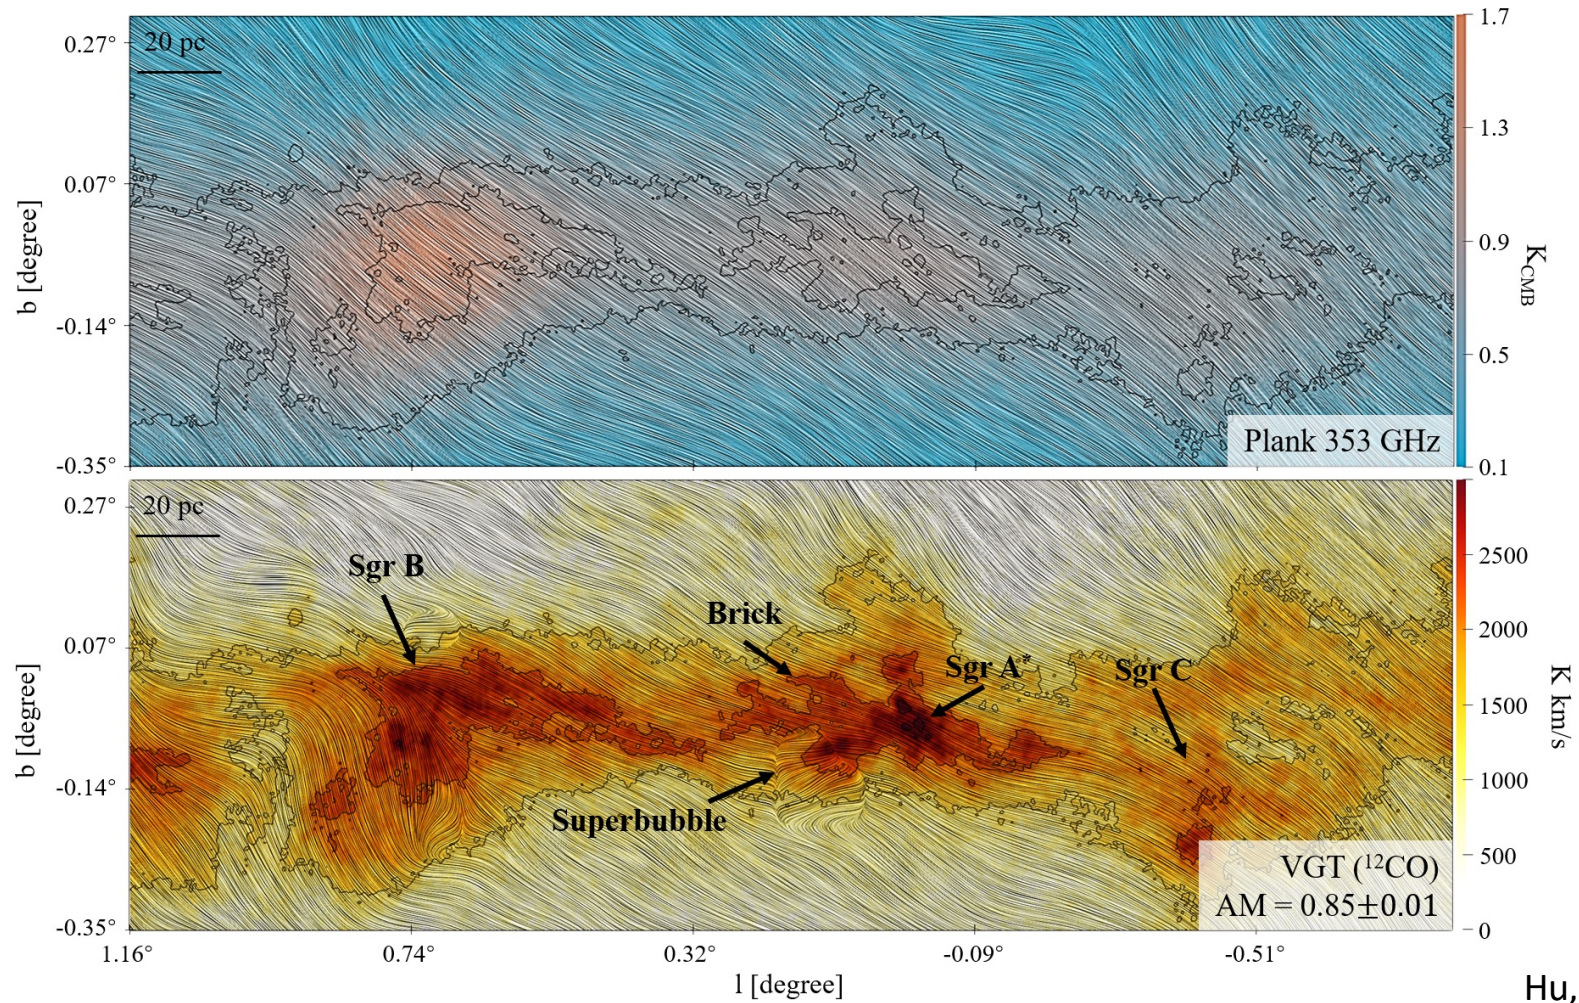 0.27°
20 pc
0.07°
b [degree]
-0.14°
-0.35°
1.7
1.3
0.9
K_CMB
0.5
0.1
Plank 353 GHz
0.27°
20 pc
Sgr B
Brick
0.07°
Sgr A*
Sgr C
b [degree]
-0.14°
Superbubble
-0.35°
2500
2000
1500
K km/s
1000
500
0
VGT (¹²CO)
AM = 0.85±0.01
1.16°
0.74°
0.32°
-0.09°
-0.51°
l [degree]
Hu,